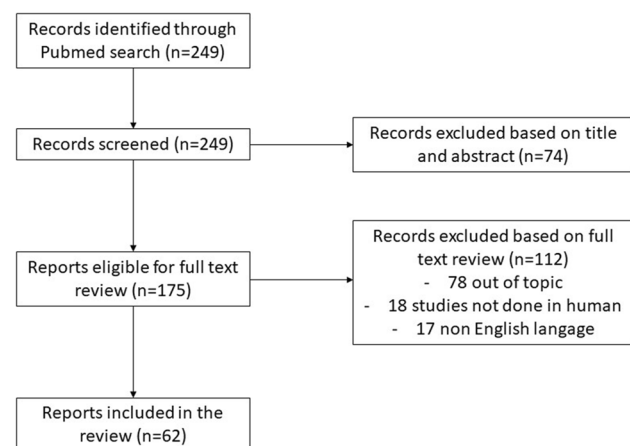 Records identified through
Pubmed search (n=249)
Records screened (n=249)
Records excluded based on title
and abstract (n=74)
Reports eligible for full text
review (n=175)
Records excluded based on full
text review (n=112)
- 78 out of topic
- 18 studies not done in human
- 17 non English langage
Reports included in the
review (n=62)